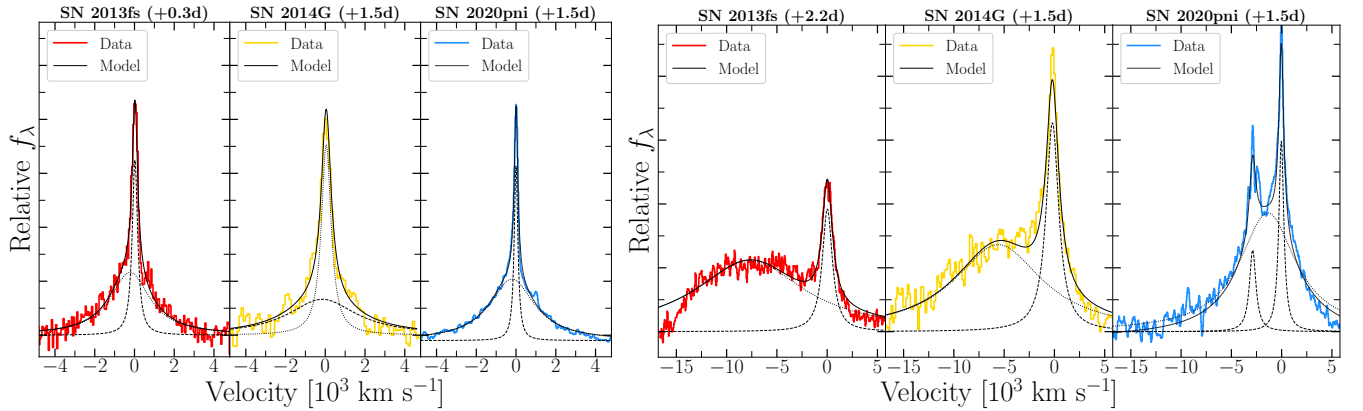 SN 2013fs (+0.3d)
SN 2014G (+1.5d)
SN 2020pni (+1.5d)
Data
Model
Data
Model
Data
Model
Relative f_λ
−4 −2 0 2 4
−4 −2 0 2 4
−4 −2 0 2 4
Velocity [10³ km s⁻¹]
SN 2013fs (+2.2d)
SN 2014G (+1.5d)
SN 2020pni (+1.5d)
Data
Model
Data
Model
Data
Model
Relative f_λ
−15 −10 −5 0 5
−15 −10 −5 0 5
−15 −10 −5 0 5
Velocity [10³ km s⁻¹]